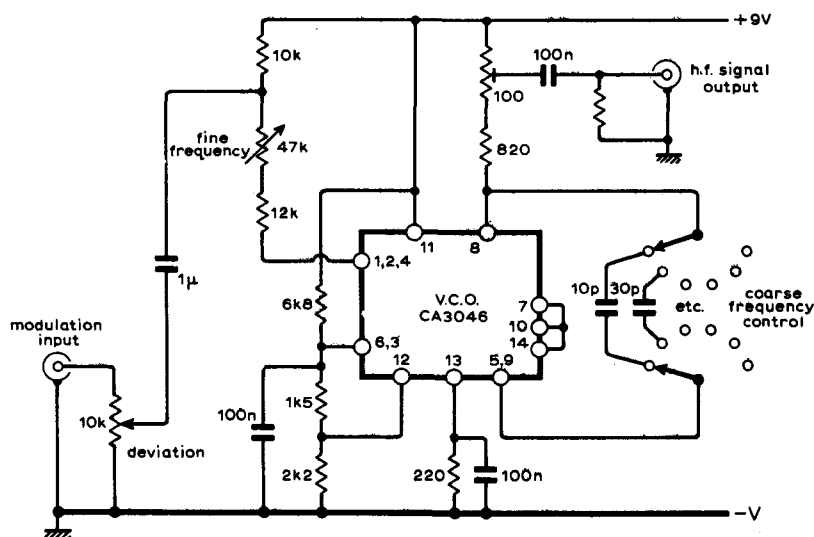 +9V
10k
100n
h.f. signal
output
100
fine
frequency
47k
820
12k
11
8
1,2,4
1µ
6k8
V.C.O.
CA3046
7
10
14
10p
30p
etc.
coarse
frequency
control
modulation
input
6,3
12
13
5,9
10k
deviation
100n
1k5
2k2
220
100n
-V